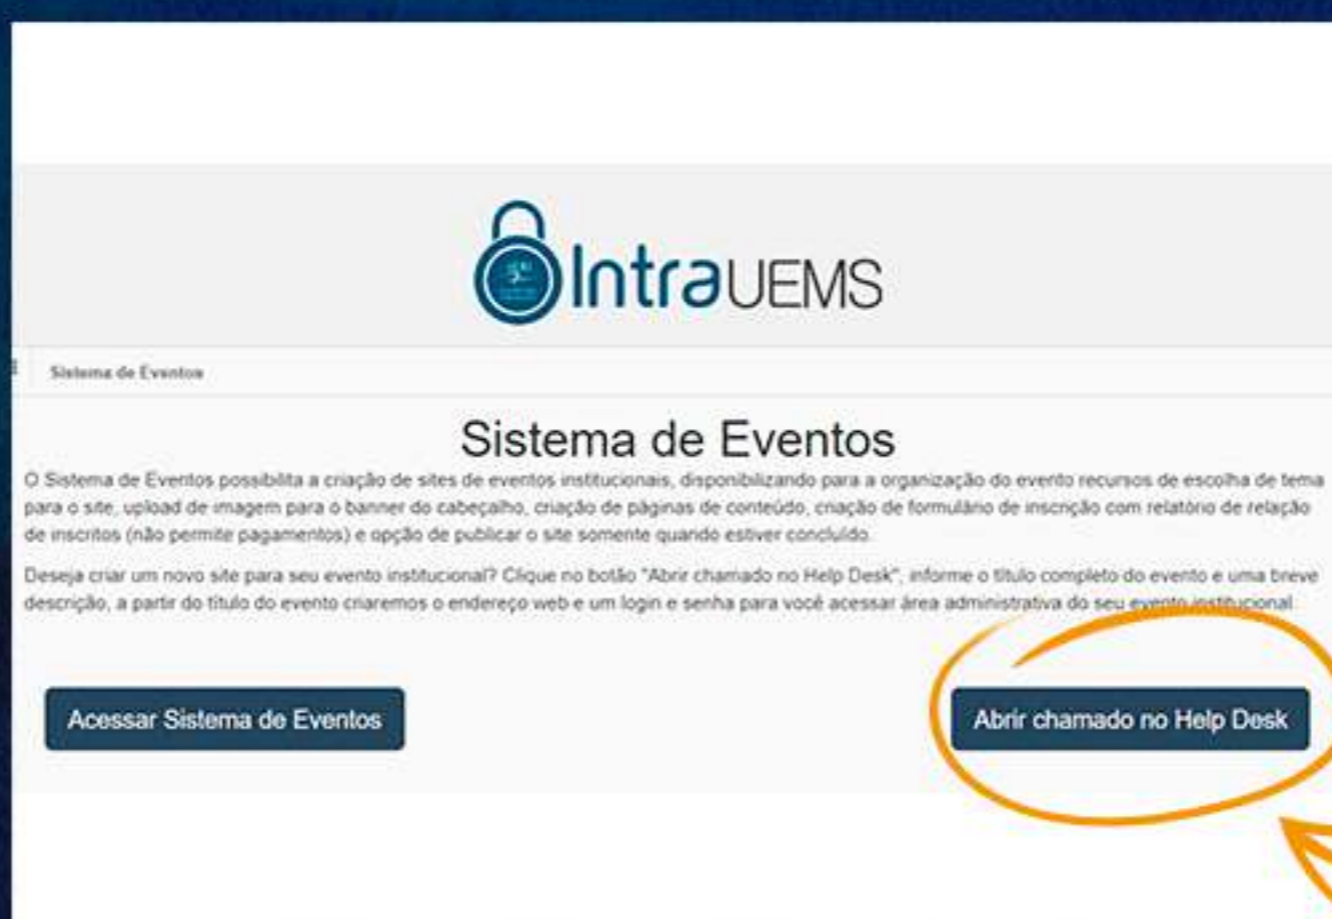 IntraUEMS
Sistema de Eventos
Sistema de Eventos
O Sistema de Eventos possibilita a criação de sites de eventos institucionais, disponibilizando para a organização do evento recursos de escolha de tema
para o site, upload de imagem para o banner do cabeçalho, criação de páginas de conteúdo, criação de formulário de inscrição com relatório de relação
de inscritos (não permite pagamentos) e opção de publicar o site somente quando estiver concluído.
Deseja criar um novo site para seu evento institucional? Clique no botão "Abrir chamado no Help Desk", informe o título completo do evento e uma breve
descrição, a partir do título do evento criaremos o endereço web e um login e senha para você acessar área administrativa do seu evento institucional.
Acessar Sistema de Eventos
Abrir chamado no Help Desk